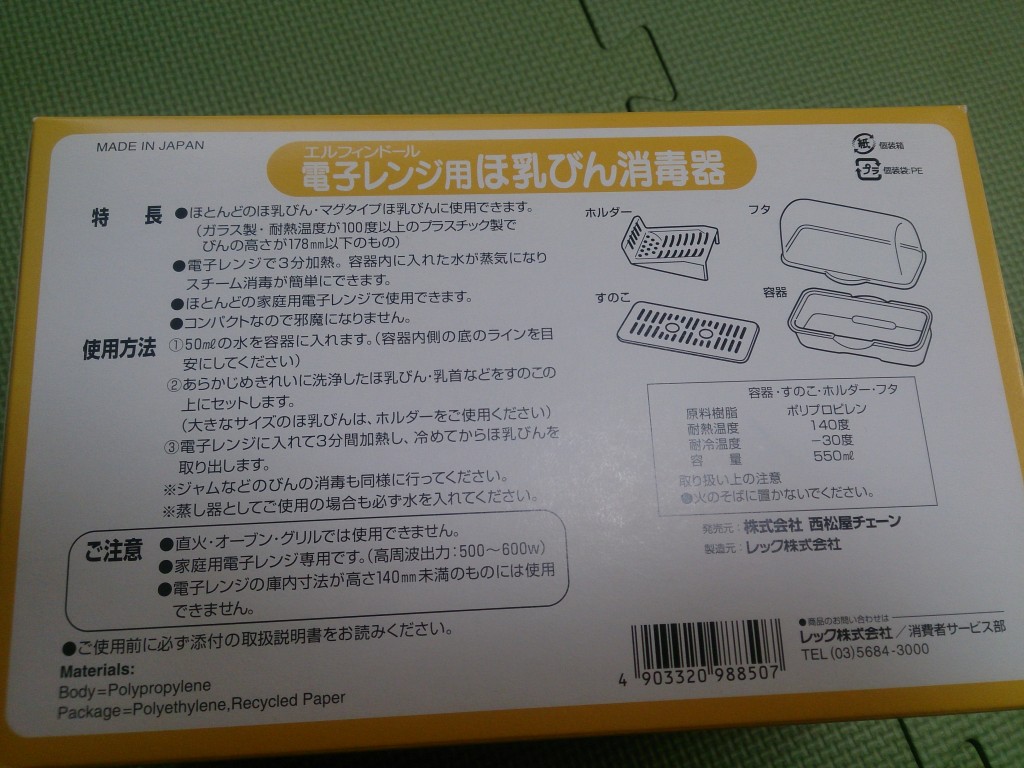 MADE IN JAPAN
エルフィンドール
電子レンジ用ほ乳びん消毒器
紙 個装箱
プラ 個装袋:PE
特長 ●ほとんどのほ乳びん・マグタイプほ乳びんに使用できます。
(ガラス製・耐熱温度が100度以上のプラスチック製で
びんの高さが178mm以下のもの)
●電子レンジで3分加熱。容器内に入れた水が蒸気になり
スチーム消毒が簡単にできます。
●ほとんどの家庭用電子レンジで使用できます。
●コンパクトなので邪魔になりません。
使用方法 ①50mlの水を容器に入れます。(容器内側の底のラインを目
安にしてください)
②あらかじめきれいに洗浄したほ乳びん・乳首などをすのこの
上にセットします。
(大きなサイズのほ乳びんは、ホルダーをご使用ください)
③電子レンジに入れて3分間加熱し、冷めてからほ乳びんを
取り出します。
※ジャムなどのびんの消毒も同様に行ってください。
※蒸し器としてご使用の場合も必ず水を入れてください。
ご注意 ●直火・オーブン・グリルでは使用できません。
●家庭用電子レンジ専用です。(高周波出力:500～600w)
●電子レンジの庫内寸法が高さ140mm未満のものには使用
できません。
●ご使用前に必ず添付の取扱説明書をお読みください。
Materials:
Body=Polypropylene
Package=Polyethylene,Recycled Paper
ホルダー
フタ
すのこ
容器
容器・すのこ・ホルダー・フタ
原料樹脂 ポリプロピレン
耐熱温度 140度
耐冷温度 −30度
容量 550ml
取り扱い上の注意
●火のそばに置かないでください。
発売元:株式会社 西松屋チェーン
製造元:レック株式会社
4 903320 988507
●商品のお問い合わせは
レック株式会社/消費者サービス部
TEL(03)5684-3000